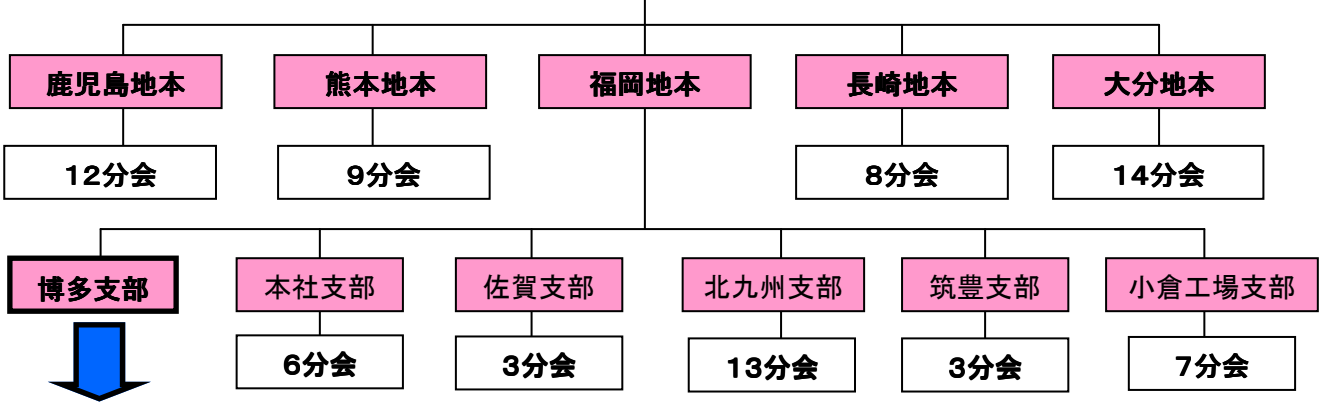 鹿児島地本 熊本地本 福岡地本 長崎地本 大分地本
12分会 9分会 8分会 14分会
博多支部 本社支部 佐賀支部 北九州支部 筑豊支部 小倉工場支部
6分会 3分会 13分会 3分会 7分会